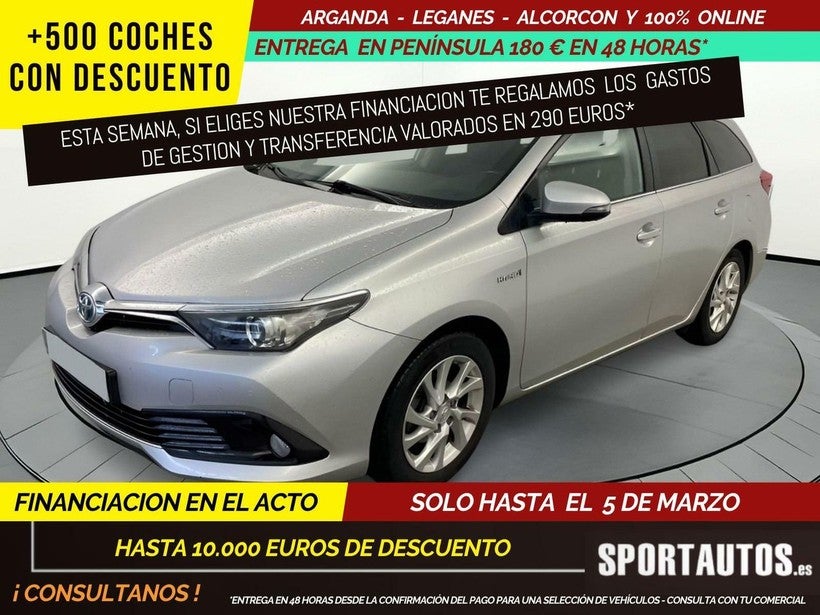 +500 COCHES
CON DESCUENTO
ARGANDA - LEGANES - ALCORCON Y 100% ONLINE
ENTREGA EN PENÍNSULA 180 € EN 48 HORAS*
ESTA SEMANA, SI ELIGES NUESTRA FINANCIACION TE REGALAMOS LOS GASTOS
DE GESTION Y TRANSFERENCIA VALORADOS EN 290 EUROS*
HYBRID
FINANCIACION EN EL ACTO
SOLO HASTA EL 5 DE MARZO
HASTA 10.000 EUROS DE DESCUENTO
SPORTAUTOS.es
¡ CONSULTANOS !
*ENTREGA EN 48 HORAS DESDE LA CONFIRMACIÓN DEL PAGO PARA UNA SELECCIÓN DE VEHÍCULOS - CONSULTA CON TU COMERCIAL